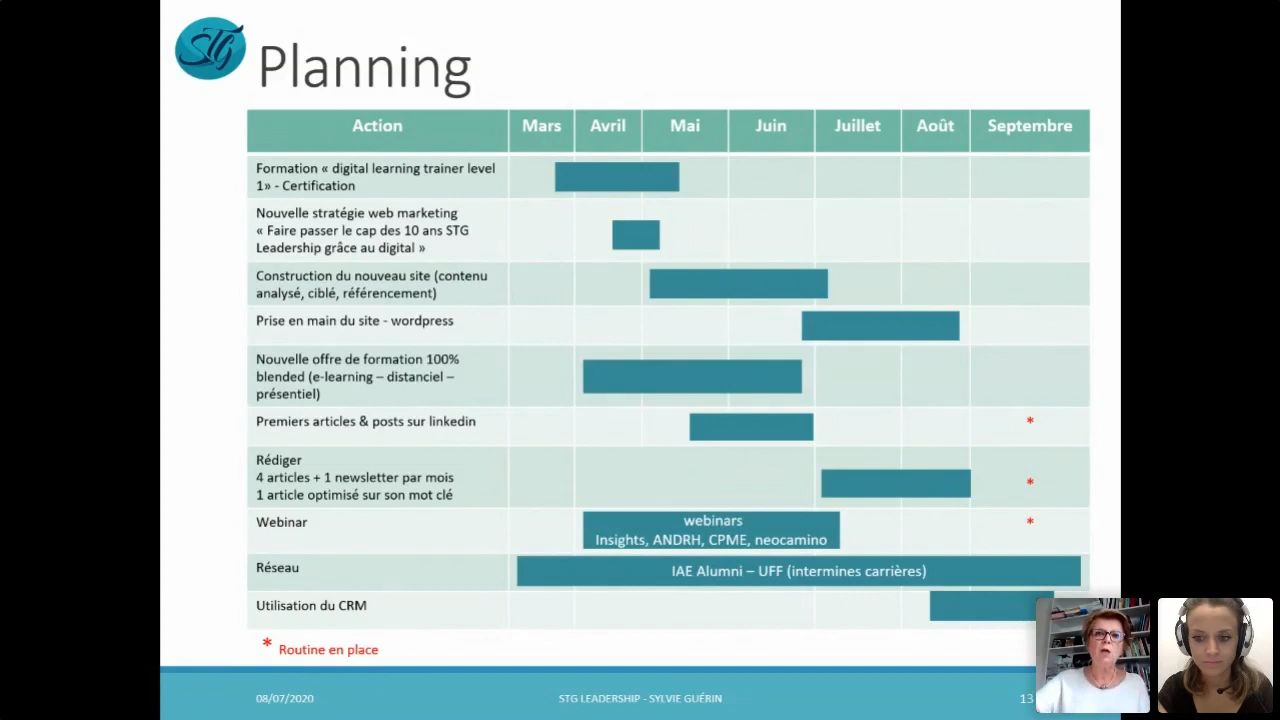 STG
Planning
Action Mars Avril Mai Juin Juillet Août Septembre
Formation « digital learning trainer level
1» - Certification
Nouvelle stratégie web marketing
« Faire passer le cap des 10 ans STG
Leadership grâce au digital »
Construction du nouveau site (contenu
analysé, ciblé, référencement)
Prise en main du site - wordpress
Nouvelle offre de formation 100%
blended (e-learning – distanciel –
présentiel)
Premiers articles & posts sur linkedin *
Rédiger
4 articles + 1 newsletter par mois
1 article optimisé sur son mot clé
*
Webinar
webinars
Insights, ANDRH, CPME, neocamino
*
Réseau
IAE Alumni – UFF (intermines carrières)
Utilisation du CRM
* Routine en place
08/07/2020 STG LEADERSHIP - SYLVIE GUÉRIN 13